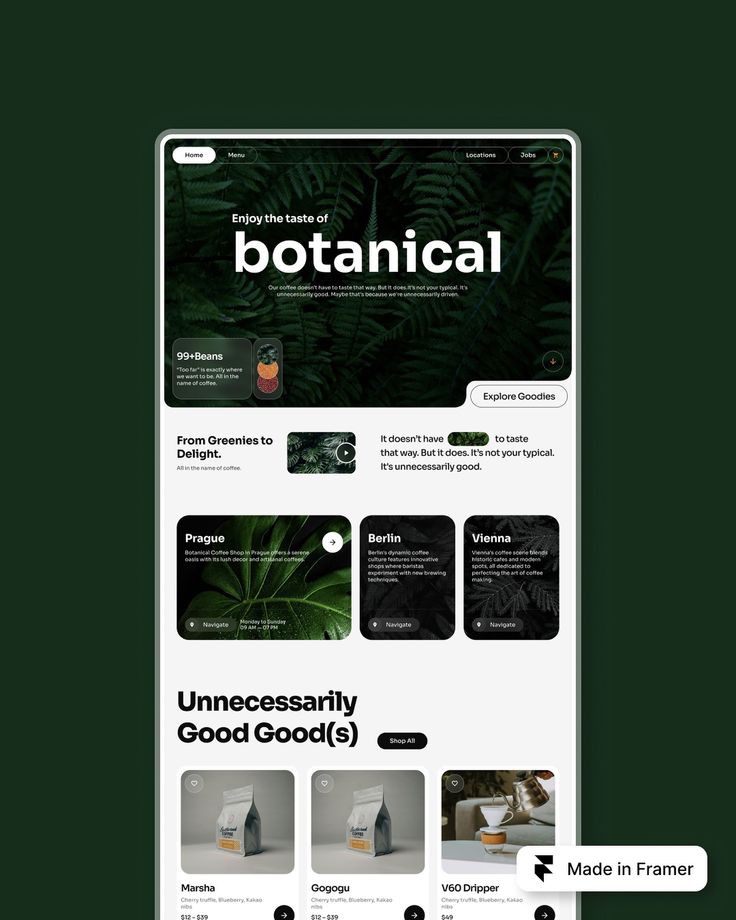 Home
Menu
Locations
Jobs
Enjoy the taste of
botanical
Our coffee doesn't have to taste that way. But it does.It's not your typical. It's
unnecessarily good. Maybe that's because we're unnecessarily driven.
99+Beans
"Too far" is exactly where
we want to be. All in the
name of coffee.
Explore Goodies
From Greenies to
Delight.
All in the name of coffee.
It doesn't have to taste
that way. But it does. It's not your typical.
It's unnecessarily good.
Prague
Botanical Coffee Shop in Prague offers a serene
oasis with its lush decor and artisanal coffees.
Navigate
Monday to Sunday
09 AM — 07 PM
Berlin
Berlin's dynamic coffee
culture features innovative
shops where baristas
experiment with new brewing
techniques.
Navigate
Vienna
Vienna's coffee scene blends
historic cafes and modern
spots, all dedicated to
perfecting the art of coffee
making.
Navigate
Unnecessarily
Good Good(s)
Shop All
Marsha
Cherry truffle, Blueberry, Kakao
nibs
$12 – $39
Gogogu
Cherry truffle, Blueberry, Kakao
nibs
$12 – $39
V60 Dripper
Cherry truffle, Blueberry, Kakao
nibs
$49
Made in Framer